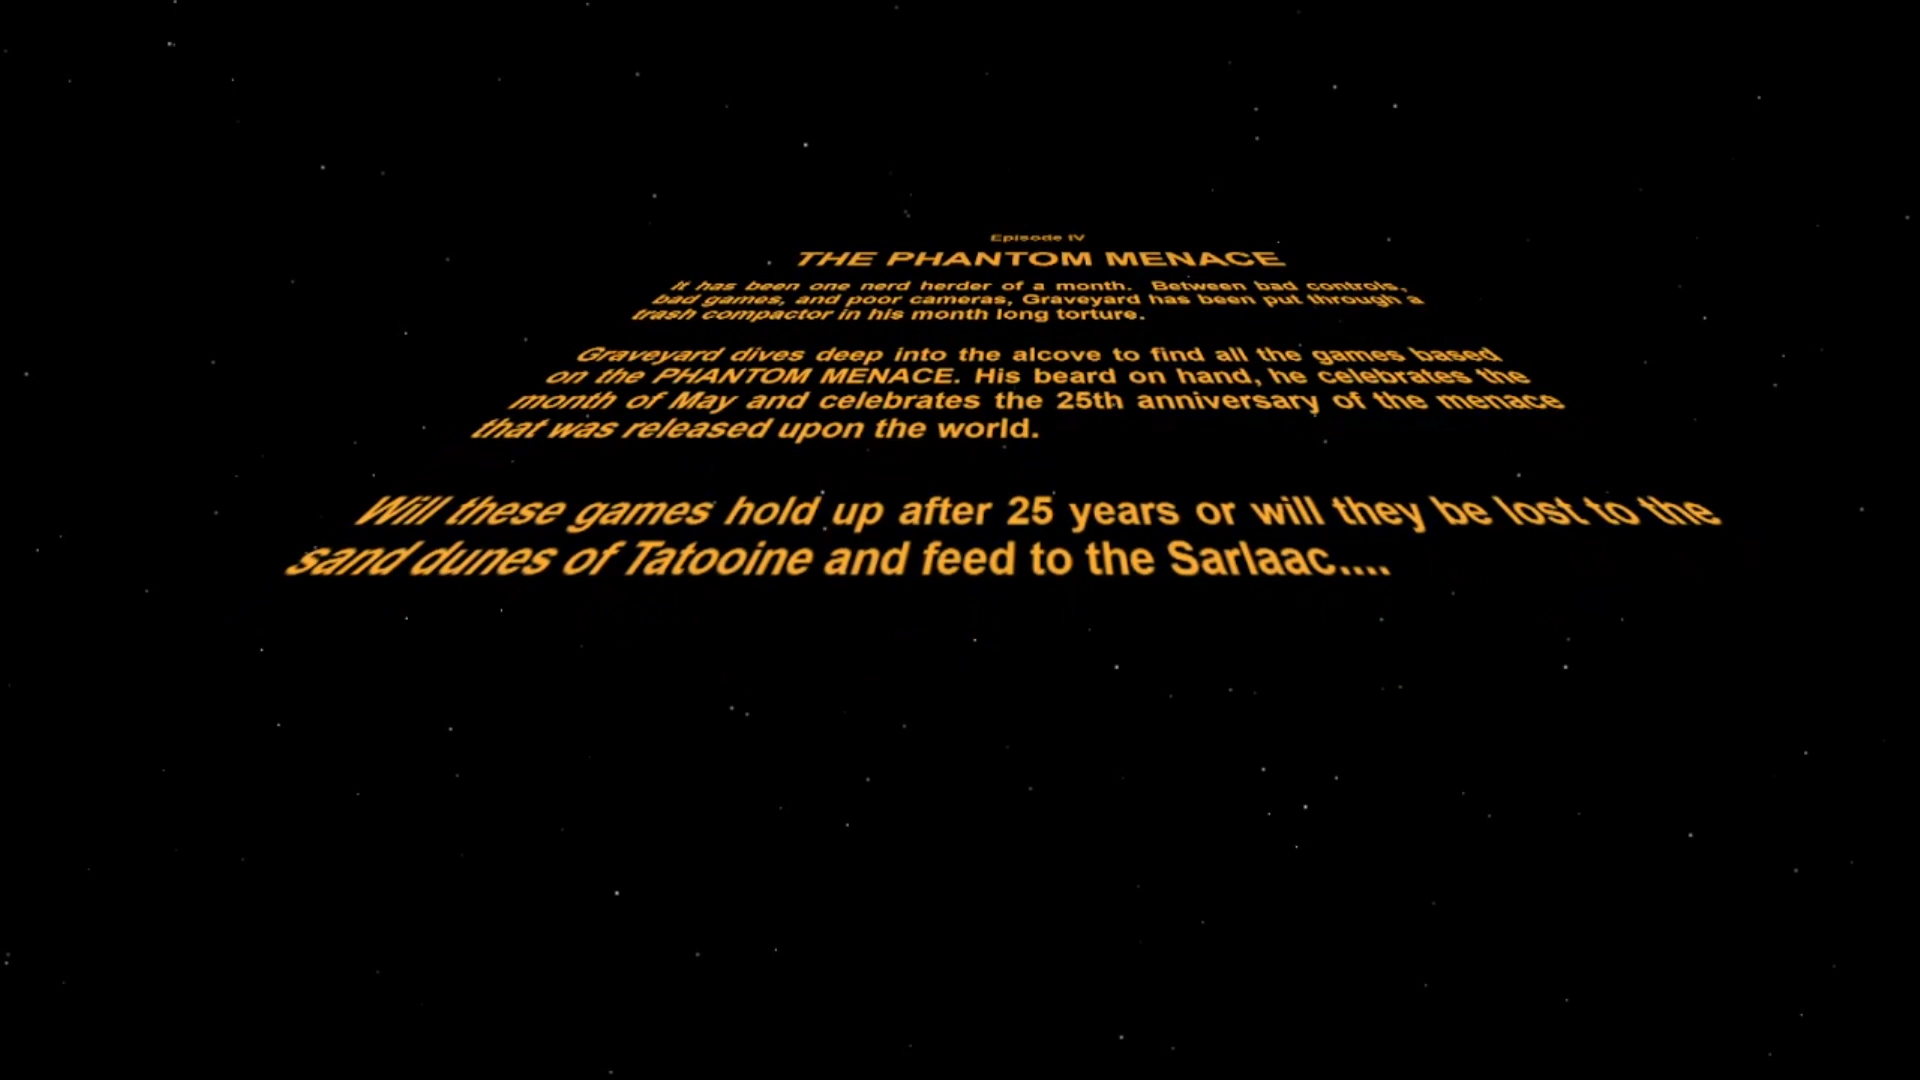 Episode IV
THE PHANTOM MENACE
It has been one nerd herder of a month.  Between bad controls,
bad games, and poor cameras, Graveyard has been put through a
trash compactor in his month long torture.
Graveyard dives deep into the alcove to find all the games based
on the PHANTOM MENACE. His beard on hand, he celebrates the
month of May and celebrates the 25th anniversary of the menace
that was released upon the world.
Will these games hold up after 25 years or will they be lost to the
sand dunes of Tatooine and feed to the Sarlaac....